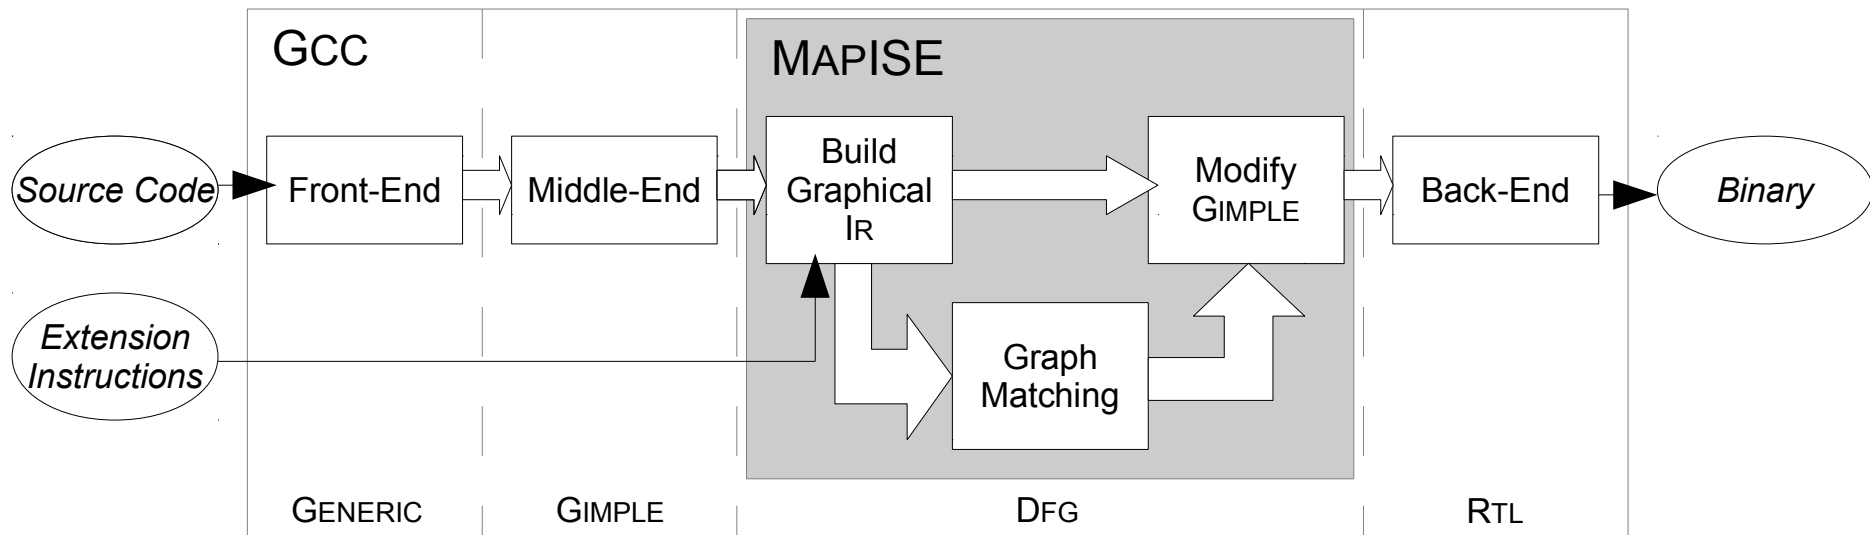 GCC
MAPISE
Source Code
Front-End
Middle-End
Build
Graphical
IR
Modify
GIMPLE
Back-End
Binary
Extension
Instructions
Graph
Matching
GENERIC
GIMPLE
DFG
RTL